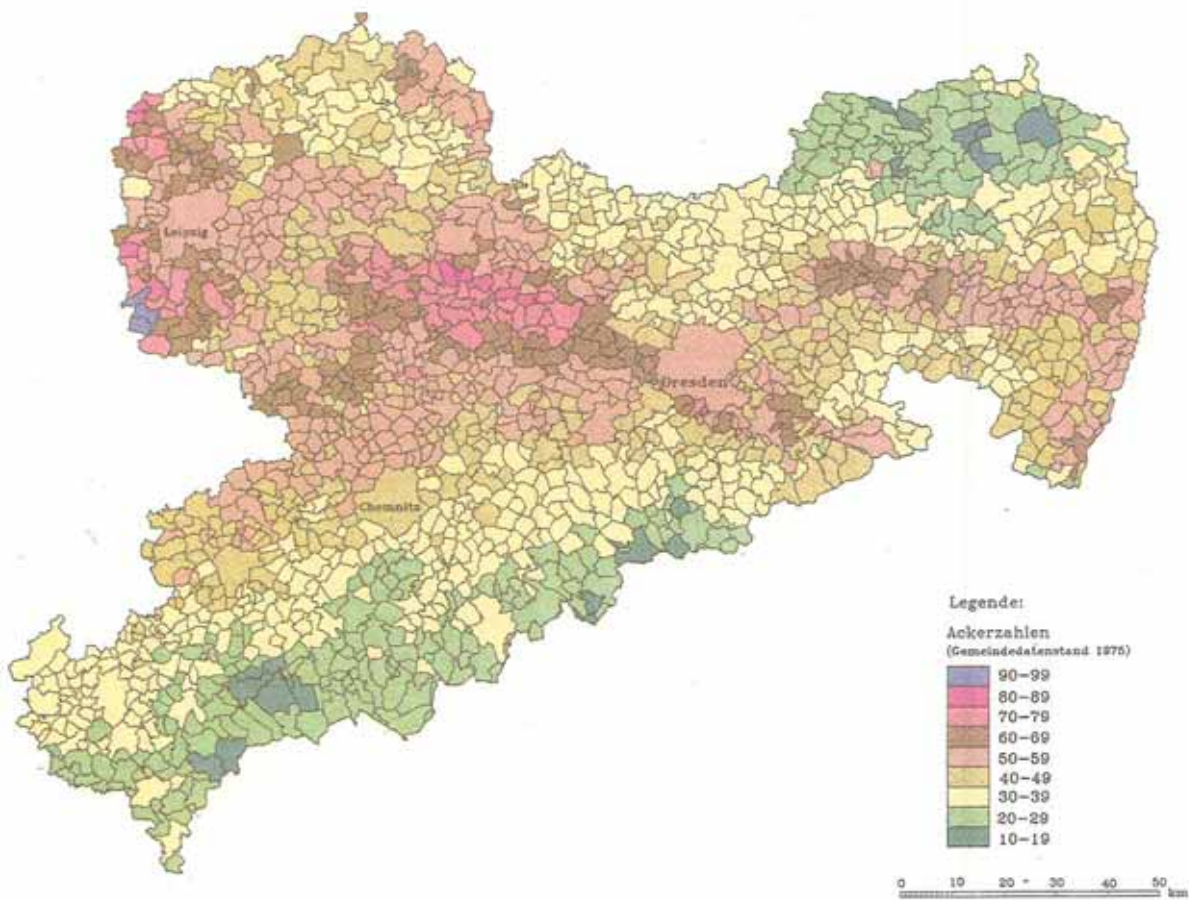 Leipzig
Dresden
Chemnitz
Legende:
Ackerzahlen
(Gemeindedatenstand 1975)
90-99
80-89
70-79
60-69
50-59
40-49
30-39
20-29
10-19
0 10 20 - 30 40 50
km